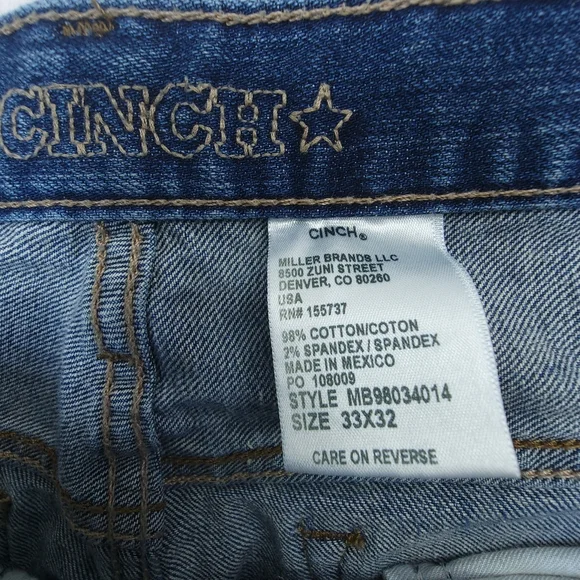 CINCH
CINCH®
MILLER BRANDS LLC
8500 ZUNI STREET
DENVER, CO 80260
USA
RN# 155737
98% COTTON/COTON
2% SPANDEX / SPANDEX
MADE IN MEXICO
PO 108009
STYLE MB98034014
SIZE 33X32
CARE ON REVERSE